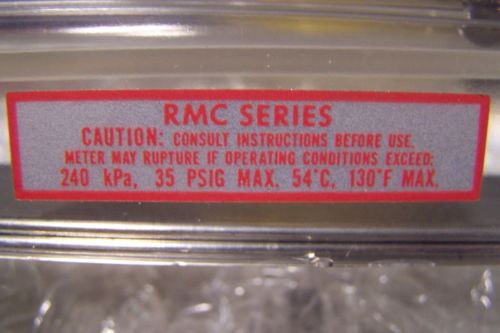 RMC SERIES
CAUTION: CONSULT INSTRUCTIONS BEFORE USE.
METER MAY RUPTURE IF OPERATING CONDITIONS EXCEED:
240 kPa, 35 PSIG MAX. 54°C, 130°F MAX.